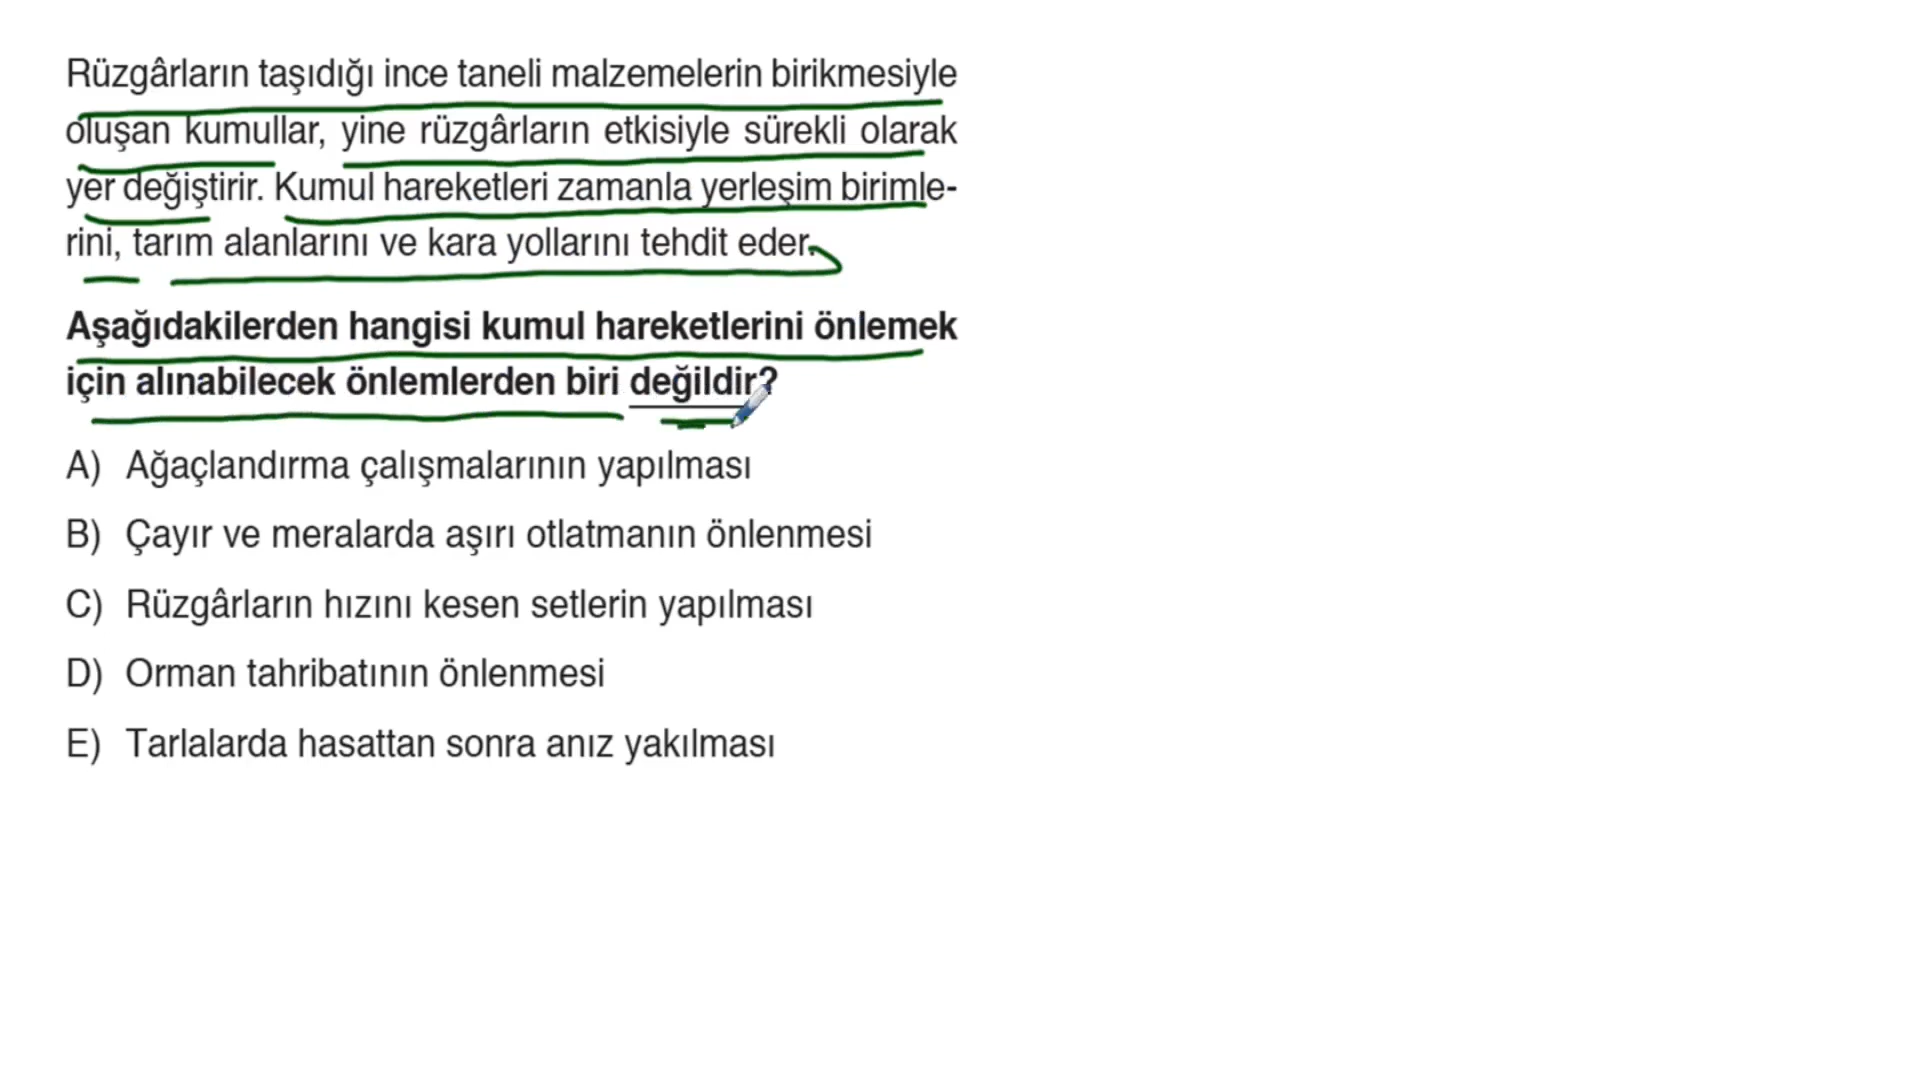 Rüzgârların taşıdığı ince taneli malzemelerin birikmesiyle
oluşan kumullar, yine rüzgârların etkisiyle sürekli olarak
yer değiştirir. Kumul hareketleri zamanla yerleşim birimle-
rini, tarım alanlarını ve kara yollarını tehdit eder.
Aşağıdakilerden hangisi kumul hareketlerini önlemek
için alınabilecek önlemlerden biri değildir?
A) Ağaçlandırma çalışmalarının yapılması
B) Çayır ve meralarda aşırı otlatmanın önlenmesi
C) Rüzgârların hızını kesen setlerin yapılması
D) Orman tahribatının önlenmesi
E) Tarlalarda hasattan sonra anız yakılması